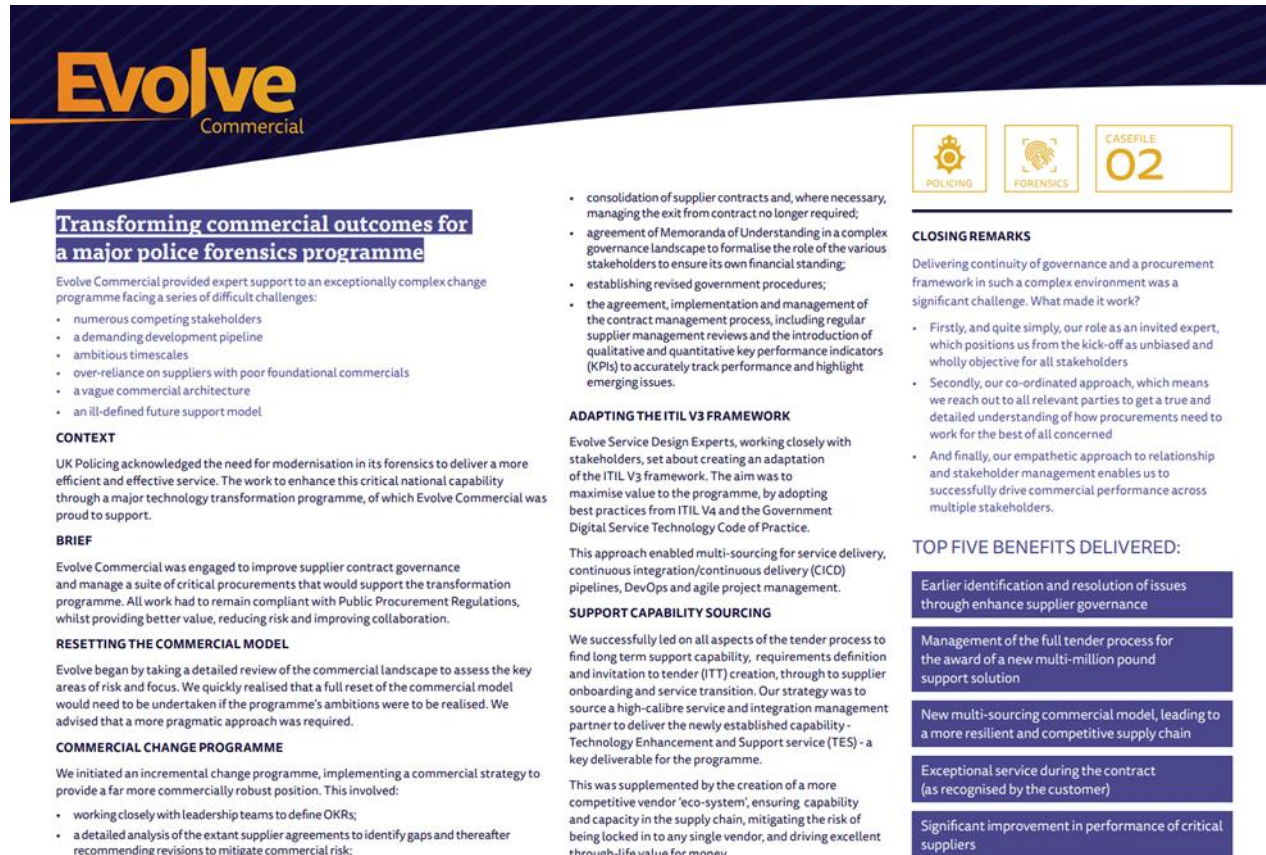 Evolve
Commercial
Transforming commercial outcomes for
a major police forensics programme
Evolve Commercial provided expert support to an exceptionally complex change
programme facing a series of difficult challenges:
• numerous competing stakeholders
• a demanding development pipeline
• ambitious timescales
• over-reliance on suppliers with poor foundational commercials
• a vague commercial architecture
• an ill-defined future support model
CONTEXT
UK Policing acknowledged the need for modernisation in its forensics to deliver a more
efficient and effective service. The work to enhance this critical national capability
through a major technology transformation programme, of which Evolve Commercial was
proud to support.
BRIEF
Evolve Commercial was engaged to improve supplier contract governance
and manage a suite of critical procurements that would support the transformation
programme. All work had to remain compliant with Public Procurement Regulations,
whilst providing better value, reducing risk and improving collaboration.
RESETTING THE COMMERCIAL MODEL
Evolve began by taking a detailed review of the commercial landscape to assess the key
areas of risk and focus. We quickly realised that a full reset of the commercial model
would need to be undertaken if the programme's ambitions were to be realised. We
advised that a more pragmatic approach was required.
COMMERCIAL CHANGE PROGRAMME
We initiated an incremental change programme, implementing a commercial strategy to
provide a far more commercially robust position. This involved:
• working closely with leadership teams to define OKRs;
• a detailed analysis of the extant supplier agreements to identify gaps and thereafter
recommending revisions to mitigate commercial risk;
• consolidation of supplier contracts and, where necessary,
managing the exit from contract no longer required;
• agreement of Memoranda of Understanding in a complex
governance landscape to formalise the role of the various
stakeholders to ensure its own financial standing;
• establishing revised government procedures;
• the agreement, implementation and management of
the contract management process, including regular
supplier management reviews and the introduction of
qualitative and quantitative key performance indicators
(KPIs) to accurately track performance and highlight
emerging issues.
ADAPTING THE ITIL V3 FRAMEWORK
Evolve Service Design Experts, working closely with
stakeholders, set about creating an adaptation
of the ITIL V3 framework. The aim was to
maximise value to the programme, by adopting
best practices from ITIL V4 and the Government
Digital Service Technology Code of Practice.
This approach enabled multi-sourcing for service delivery,
continuous integration/continuous delivery (CICD)
pipelines, DevOps and agile project management.
SUPPORT CAPABILITY SOURCING
We successfully led on all aspects of the tender process to
find long term support capability, requirements definition
and invitation to tender (ITT) creation, through to supplier
onboarding and service transition. Our strategy was to
source a high-calibre service and integration management
partner to deliver the newly established capability -
Technology Enhancement and Support service (TES) - a
key deliverable for the programme.
This was supplemented by the creation of a more
competitive vendor 'eco-system', ensuring capability
and capacity in the supply chain, mitigating the risk of
being locked in to any single vendor, and driving excellent
through-life value for money.
POLICING
FORENSICS
CASEFILE
02
CLOSING REMARKS
Delivering continuity of governance and a procurement
framework in such a complex environment was a
significant challenge. What made it work?
• Firstly, and quite simply, our role as an invited expert,
which positions us from the kick-off as unbiased and
wholly objective for all stakeholders
• Secondly, our co-ordinated approach, which means
we reach out to all relevant parties to get a true and
detailed understanding of how procurements need to
work for the best of all concerned
• And finally, our empathetic approach to relationship
and stakeholder management enables us to
successfully drive commercial performance across
multiple stakeholders.
TOP FIVE BENEFITS DELIVERED:
Earlier identification and resolution of issues
through enhance supplier governance
Management of the full tender process for
the award of a new multi-million pound
support solution
New multi-sourcing commercial model, leading to
a more resilient and competitive supply chain
Exceptional service during the contract
(as recognised by the customer)
Significant improvement in performance of critical
suppliers